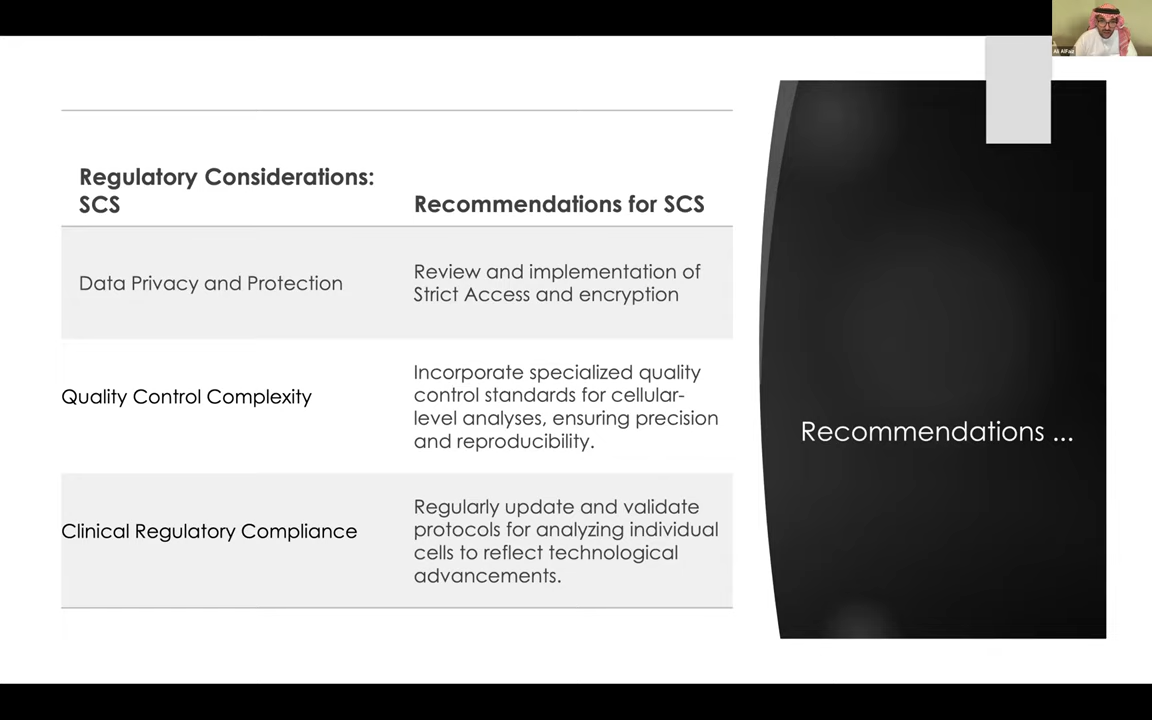 Regulatory Considerations:
SCS
Recommendations for SCS
Data Privacy and Protection
Review and implementation of
Strict Access and encryption
Quality Control Complexity
Incorporate specialized quality
control standards for cellular-
level analyses, ensuring precision
and reproducibility.
Clinical Regulatory Compliance
Regularly update and validate
protocols for analyzing individual
cells to reflect technological
advancements.
Recommendations ...